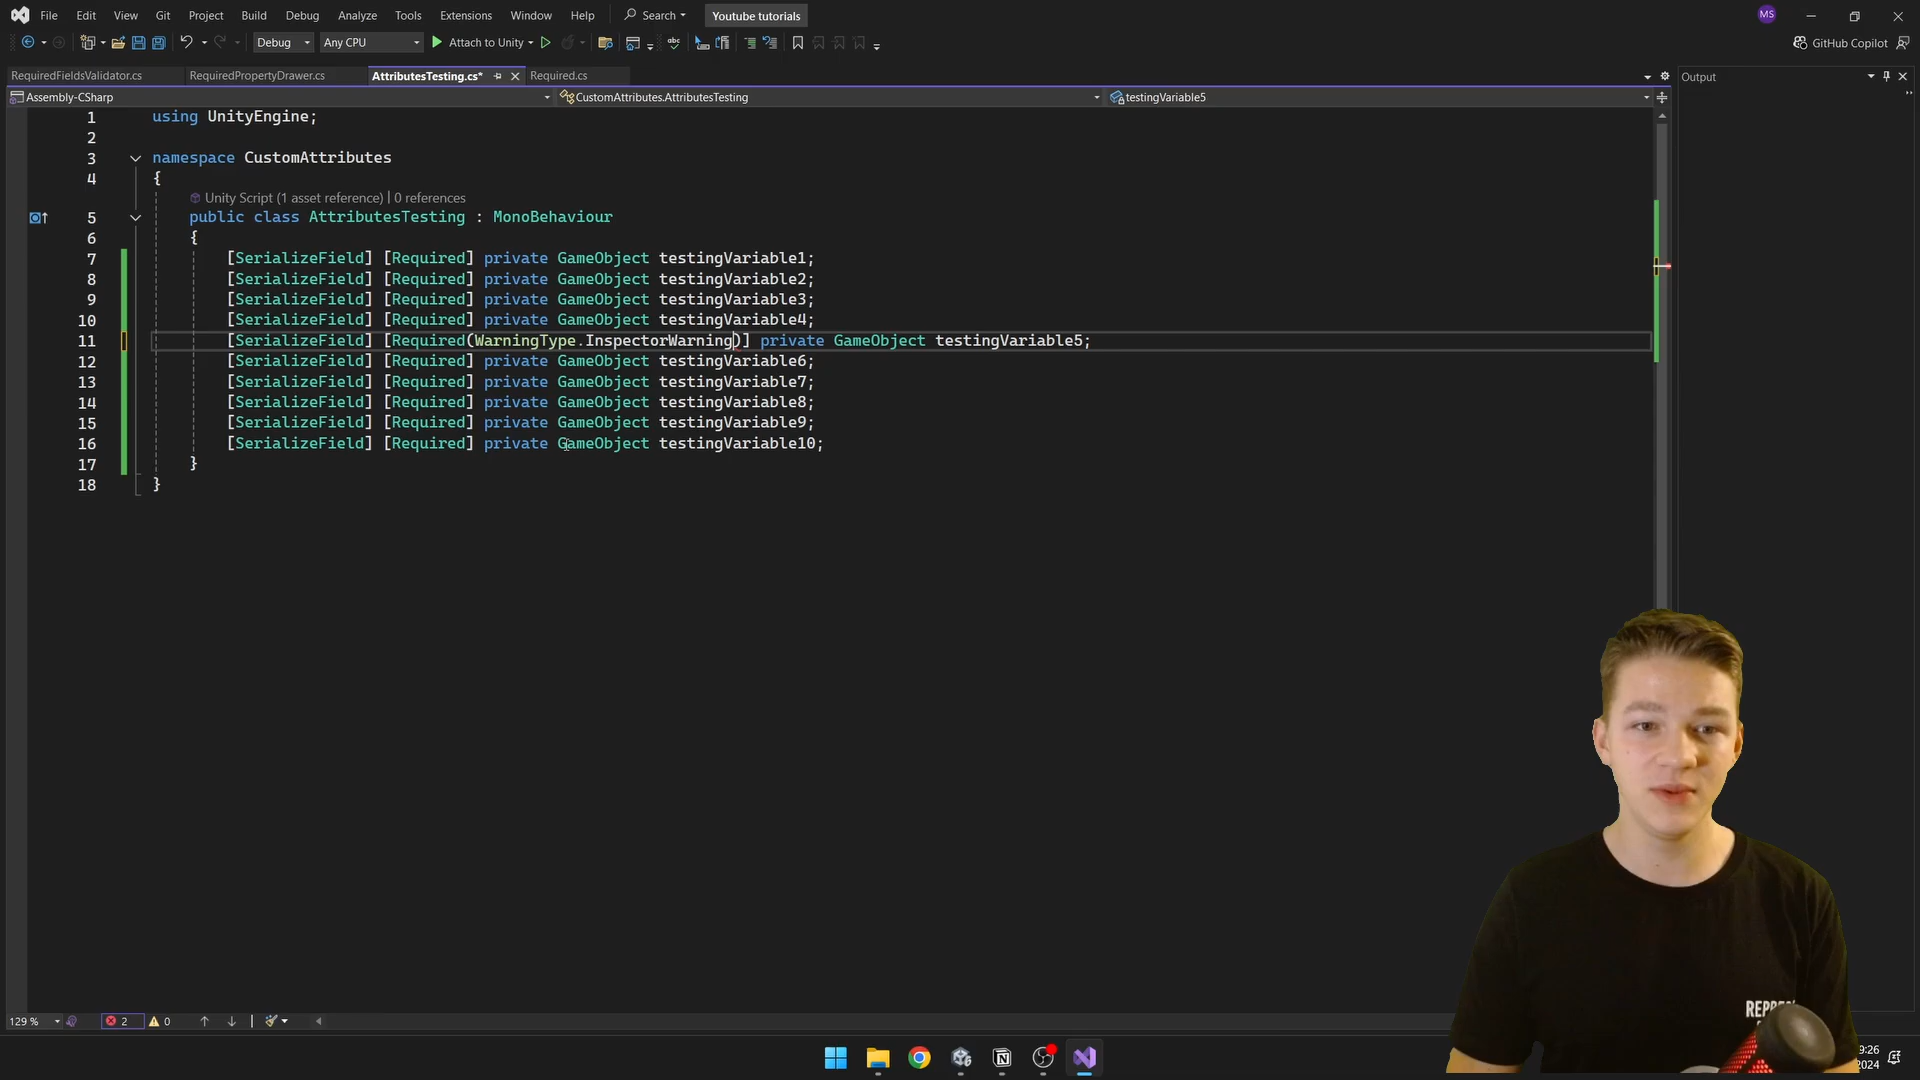 File Edit View Git Project Build Debug Analyze Tools Extensions Window Help Search Youtube tutorials MS
Debug Any CPU Attach to Unity GitHub Copilot
RequiredFieldsValidator.cs RequiredPropertyDrawer.cs AttributesTesting.cs* Required.cs Output
Assembly-CSharp CustomAttributes.AttributesTesting testingVariable5
1 using UnityEngine;
2
3 namespace CustomAttributes
4 {
Unity Script (1 asset reference) | 0 references
5 public class AttributesTesting : MonoBehaviour
6 {
7 [SerializeField] [Required] private GameObject testingVariable1;
8 [SerializeField] [Required] private GameObject testingVariable2;
9 [SerializeField] [Required] private GameObject testingVariable3;
10 [SerializeField] [Required] private GameObject testingVariable4;
11 [SerializeField] [Required(WarningType.InspectorWarning)] private GameObject testingVariable5;
12 [SerializeField] [Required] private GameObject testingVariable6;
13 [SerializeField] [Required] private GameObject testingVariable7;
14 [SerializeField] [Required] private GameObject testingVariable8;
15 [SerializeField] [Required] private GameObject testingVariable9;
16 [SerializeField] [Required] private GameObject testingVariable10;
17 }
18 }
129 % 2 0
9:26
2024